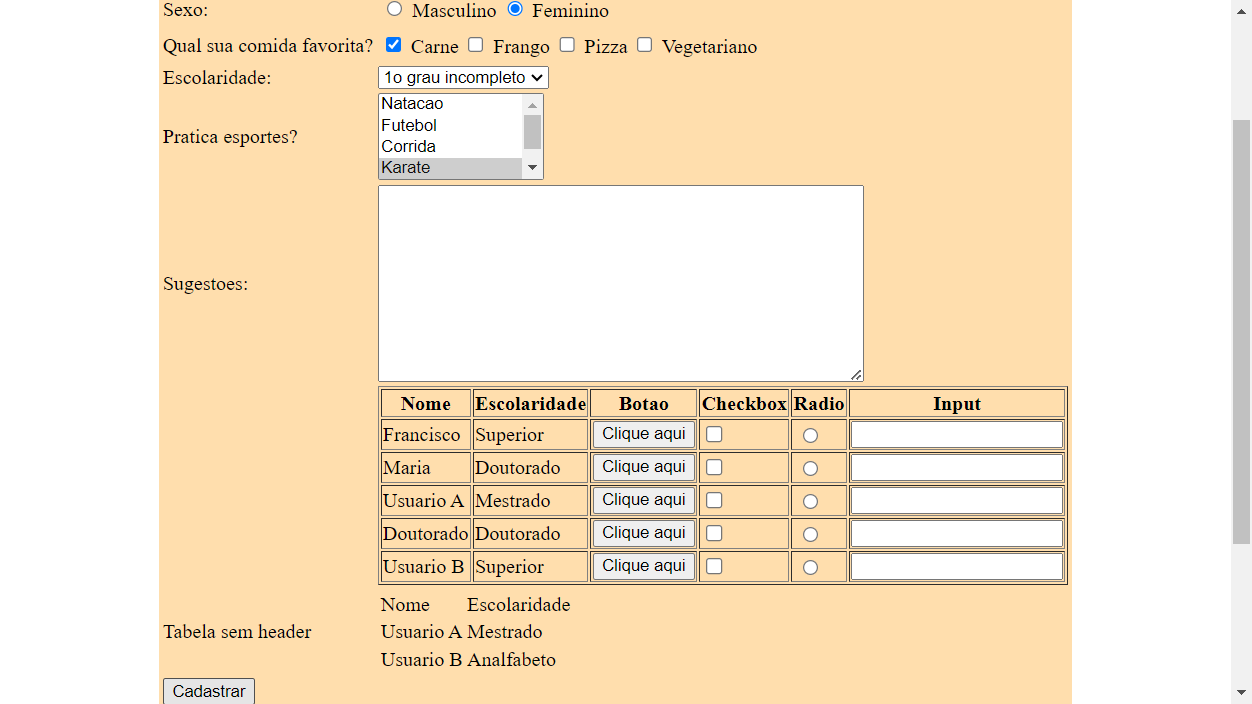 Sexo: Masculino Feminino
Qual sua comida favorita? Carne Frango Pizza Vegetariano
Escolaridade: 1o grau incompleto
Pratica esportes?
Natacao
Futebol
Corrida
Karate
Sugestoes:
Nome Escolaridade Botao Checkbox Radio Input
Francisco Superior Clique aqui
Maria Doutorado Clique aqui
Usuario A Mestrado Clique aqui
Doutorado Doutorado Clique aqui
Usuario B Superior Clique aqui
Tabela sem header
Nome Escolaridade
Usuario A Mestrado
Usuario B Analfabeto
Cadastrar